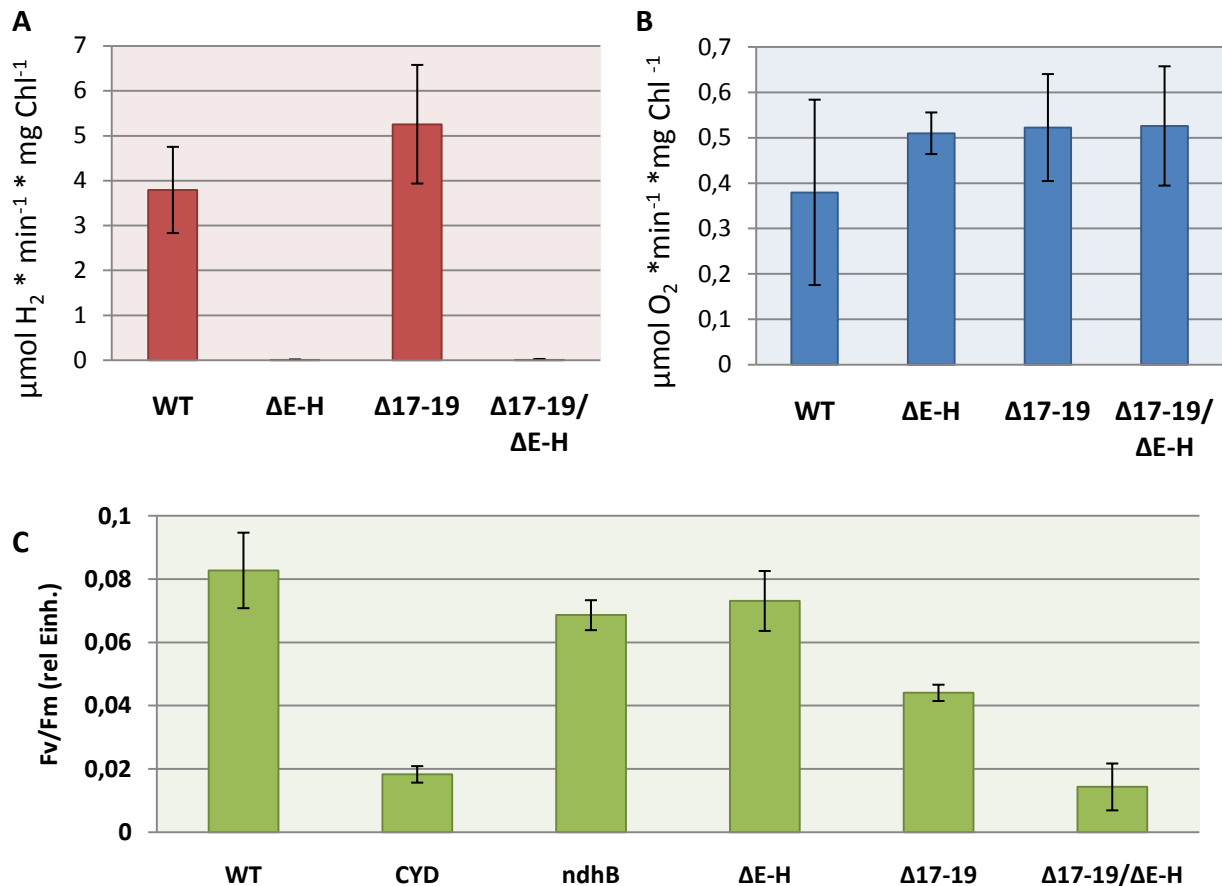 A
µmol H₂ * min⁻¹ * mg Chl⁻¹
7
6
5
4
3
2
1
0
WT ΔE-H Δ17-19 Δ17-19/
ΔE-H
B
µmol O₂ *min⁻¹ *mg Chl ⁻¹
0,7
0,6
0,5
0,4
0,3
0,2
0,1
0
WT ΔE-H Δ17-19 Δ17-19/
ΔE-H
C
Fv/Fm (rel Einh.)
0,1
0,08
0,06
0,04
0,02
0
WT CYD ndhB ΔE-H Δ17-19 Δ17-19/ΔE-H